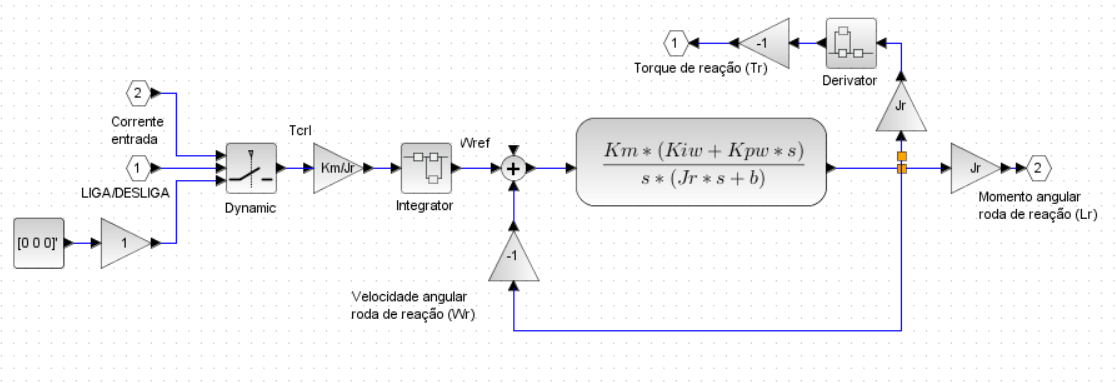 1
-1
Torque de reação (Tr)
Derivator
2
Corrente
entrada
Jr
Tcrl
Wref
1
LIGA/DESLIGA
Dynamic
Km/Jr
Integrator
Km * (Kiw + Kpw * s)
s * (Jr * s + b)
Jr
2
Momento angular
roda de reação (Lr)
[0 0 0]'
1
-1
Velocidade angular
roda de reação (Wr)